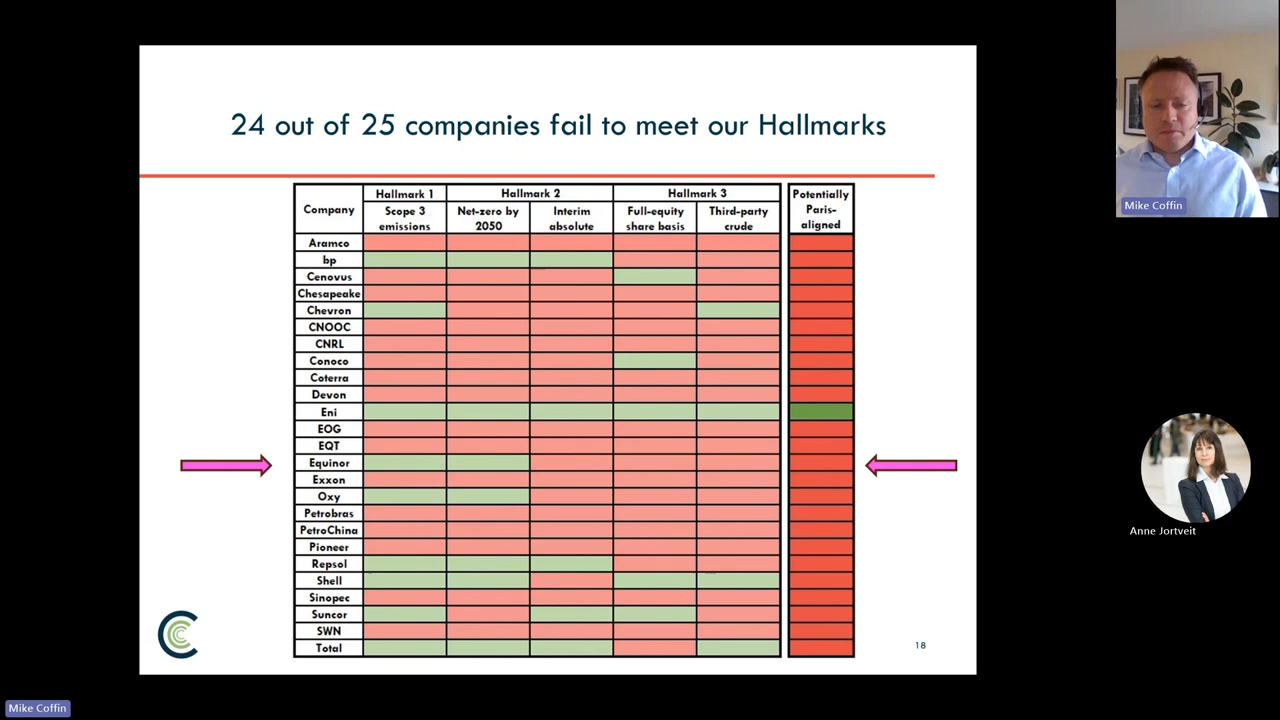 24 out of 25 companies fail to meet our Hallmarks
Company
Hallmark 1
Hallmark 2
Hallmark 3
Potentially
Paris-
aligned
Scope 3
emissions
Net-zero by
2050
Interim
absolute
Full-equity
share basis
Third-party
crude
Aramco
bp
Cenovus
Chesapeake
Chevron
CNOOC
CNRL
Conoco
Coterra
Devon
Eni
EOG
EQT
Equinor
Exxon
Oxy
Petrobras
PetroChina
Pioneer
Repsol
Shell
Sinopec
Suncor
SWN
Total
18
Mike Coffin
Anne Jortveit
Mike Coffin